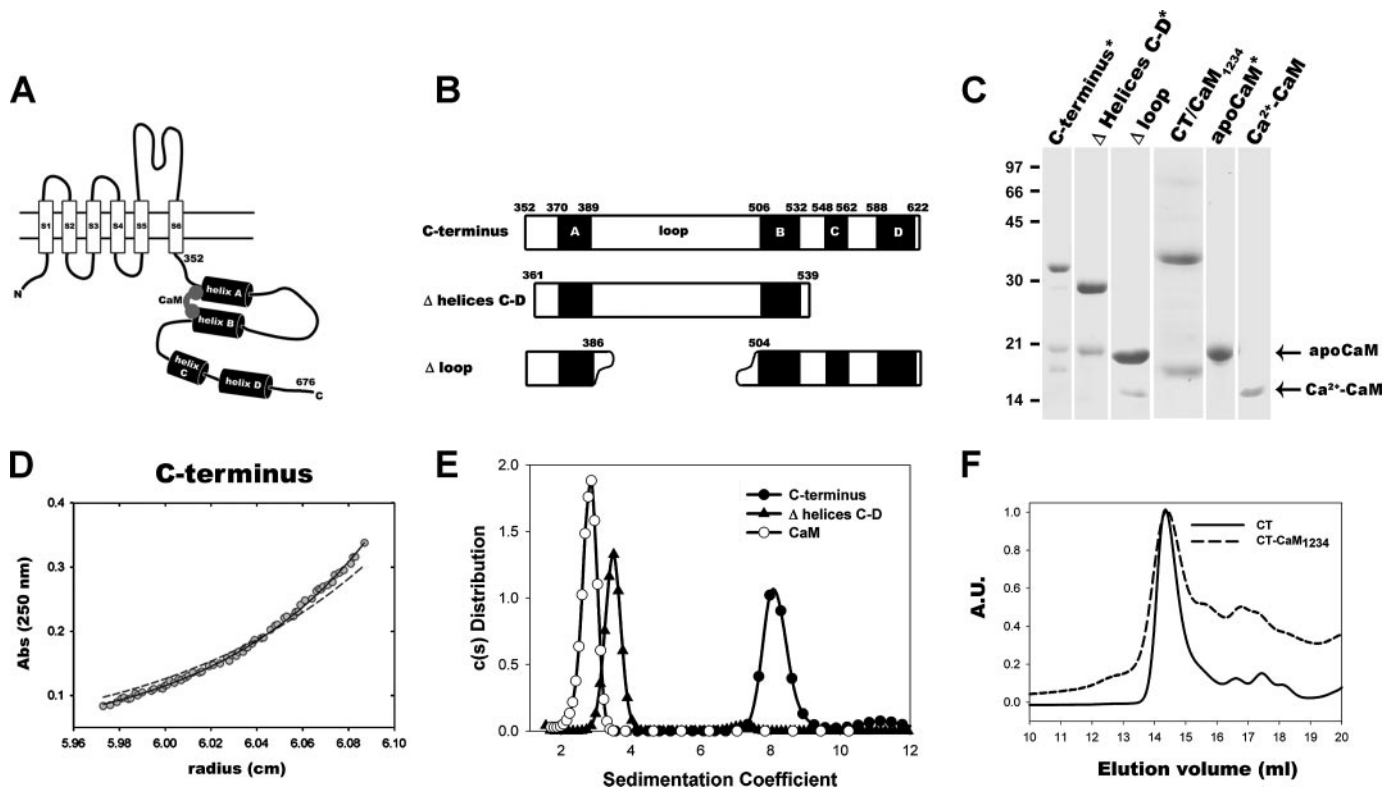 A
S1 S2 S3 S4 S5 S6
352
N
helix A
CaM
helix B
helix C
helix D
676
C
B
352 370 389 506 532 548 562 588 622
C-terminus
A loop B C D
361 539
Δ helices C-D
386 504
Δ loop
C
C-terminus*
Δ Helices C-D*
Δ loop
CT/CaM1234
apoCaM*
Ca2+-CaM
97
66
45
30
21
14
apoCaM
Ca2+-CaM
D
C-terminus
Abs (250 nm)
0.4
0.3
0.2
0.1
5.96 5.98 6.00 6.02 6.04 6.06 6.08 6.10
radius (cm)
E
c(s) Distribution
2.0
1.5
1.0
0.5
0.0
C-terminus
Δ helices C-D
CaM
2 4 6 8 10 12
Sedimentation Coefficient
F
A.U.
1.0
0.8
0.6
0.4
0.2
0.0
CT
CT-CaM1234
10 11 12 13 14 15 16 17 18 19 20
Elution volume (ml)